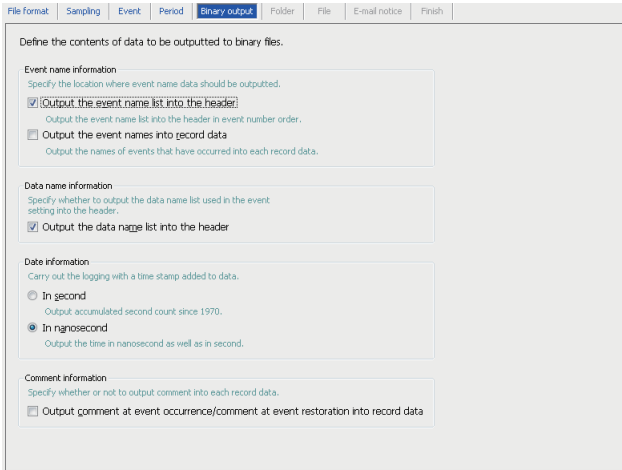 File format Sampling Event Period Binary output Folder File E-mail notice Finish
Define the contents of data to be outputted to binary files.
Event name information
Specify the location where event name data should be outputted.
Output the event name list into the header
Output the event name list into the header in event number order.
Output the event names into record data
Output the names of events that have occurred into each record data.
Data name information
Specify whether to output the data name list used in the event
setting into the header.
Output the data name list into the header
Date information
Carry out the logging with a time stamp added to data.
In second
Output accumulated second count since 1970.
In nanosecond
Output the time in nanosecond as well as in second.
Comment information
Specify whether or not to output comment into each record data.
Output comment at event occurrence/comment at event restoration into record data